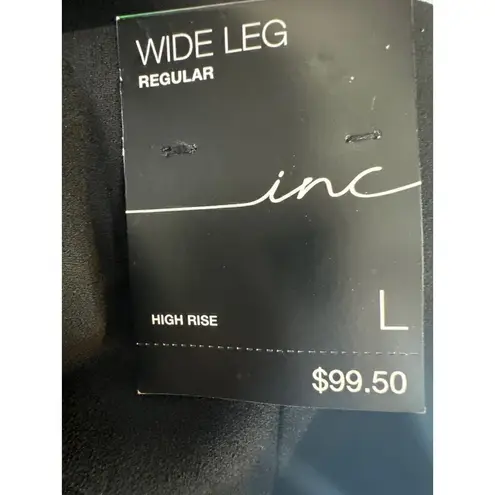 WIDE LEG
REGULAR
inc
HIGH RISE
L
$99.50